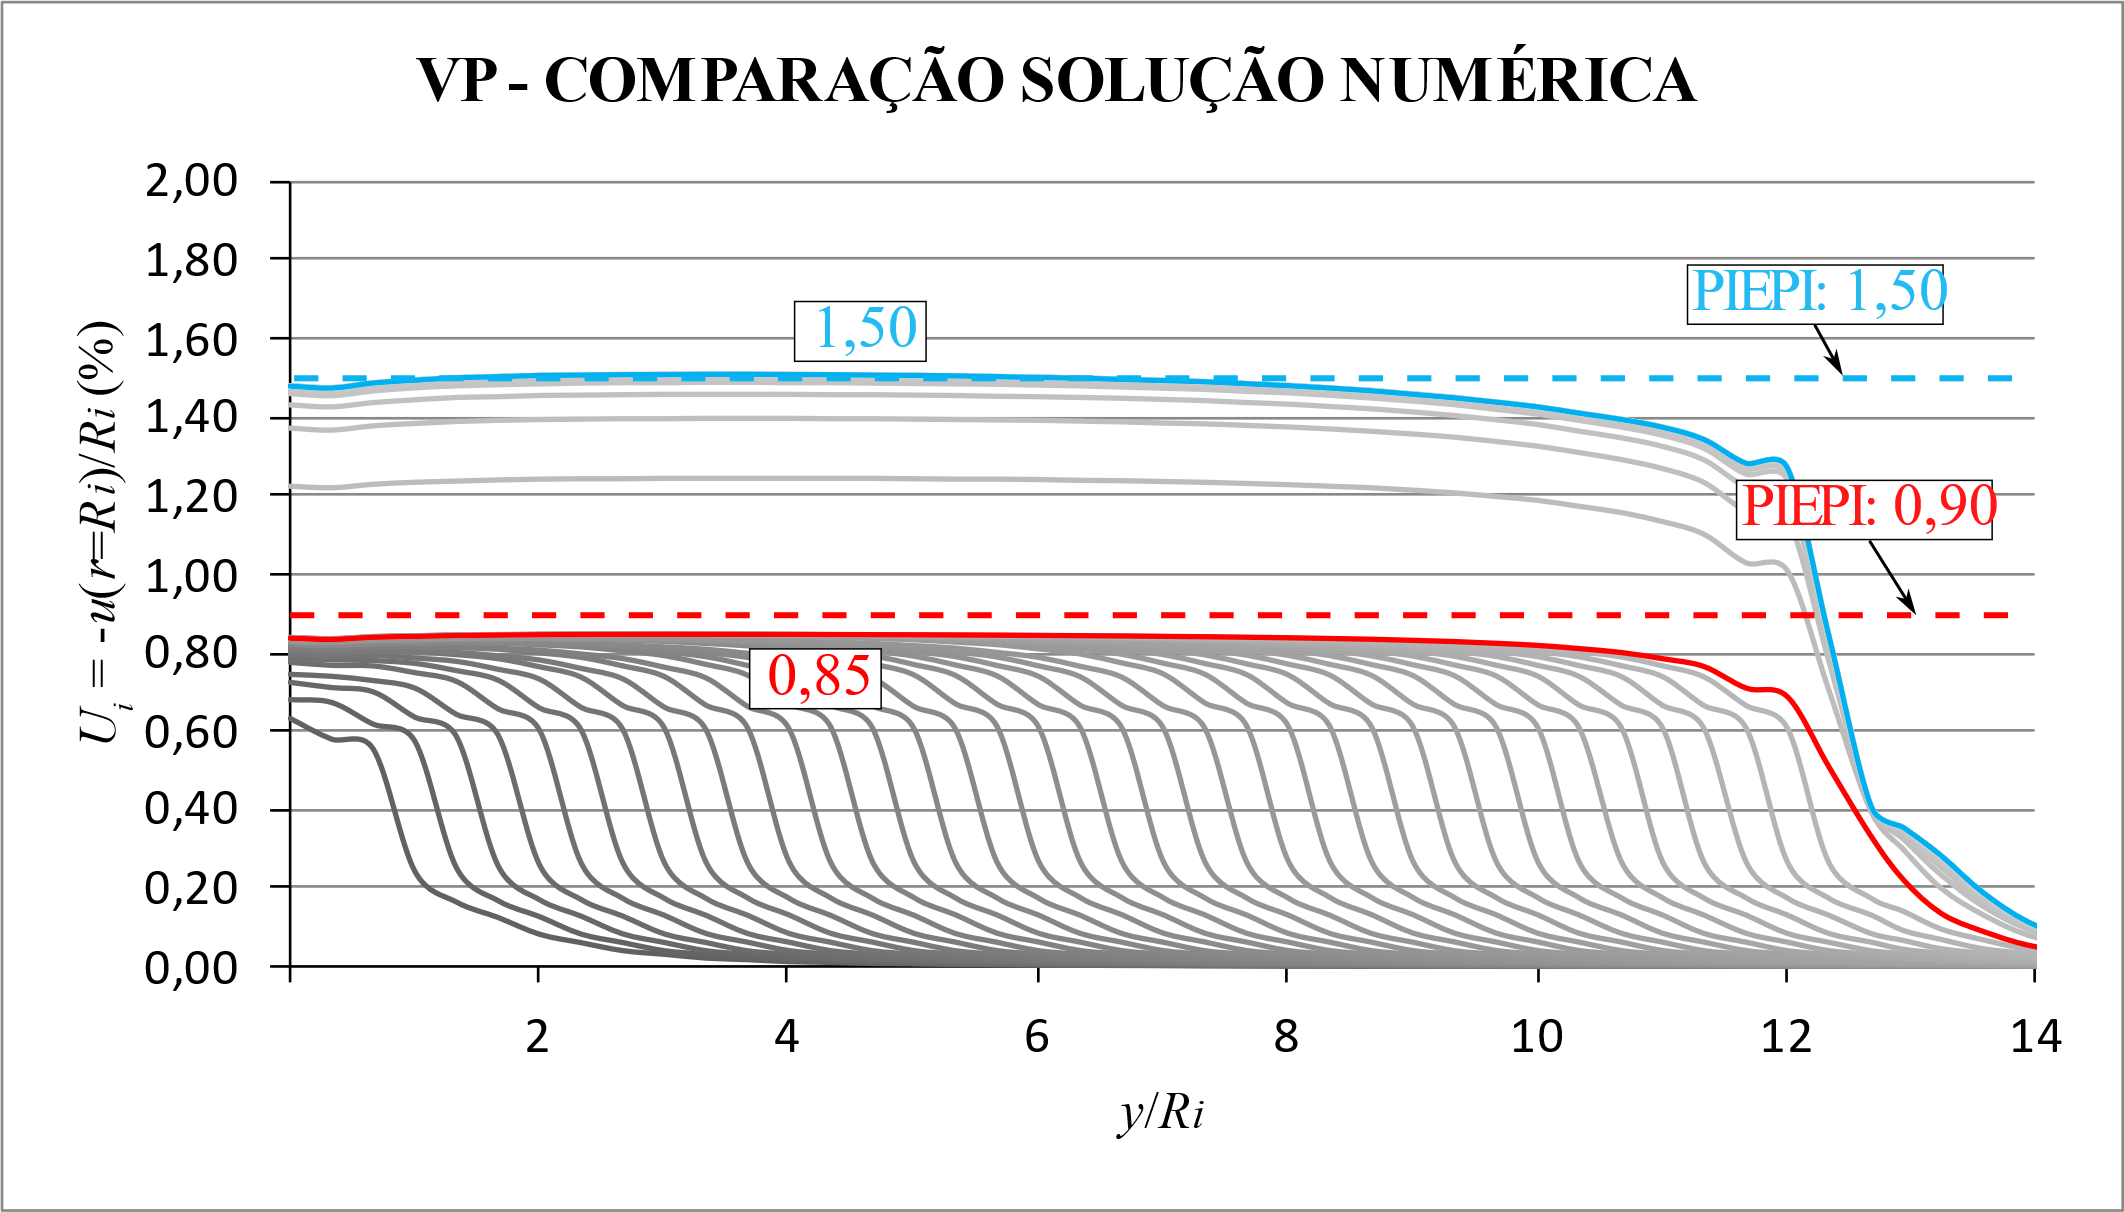 VP - COMPARAÇÃO SOLUÇÃO NUMÉRICA
2,00
1,80
1,60
1,40
1,20
1,00
0,80
0,60
0,40
0,20
0,00
U i = -u(r=Ri)/Ri (%)
1,50
PIEPI: 1,50
PIEPI: 0,90
0,85
2 4 6 8 10 12 14
y/Ri